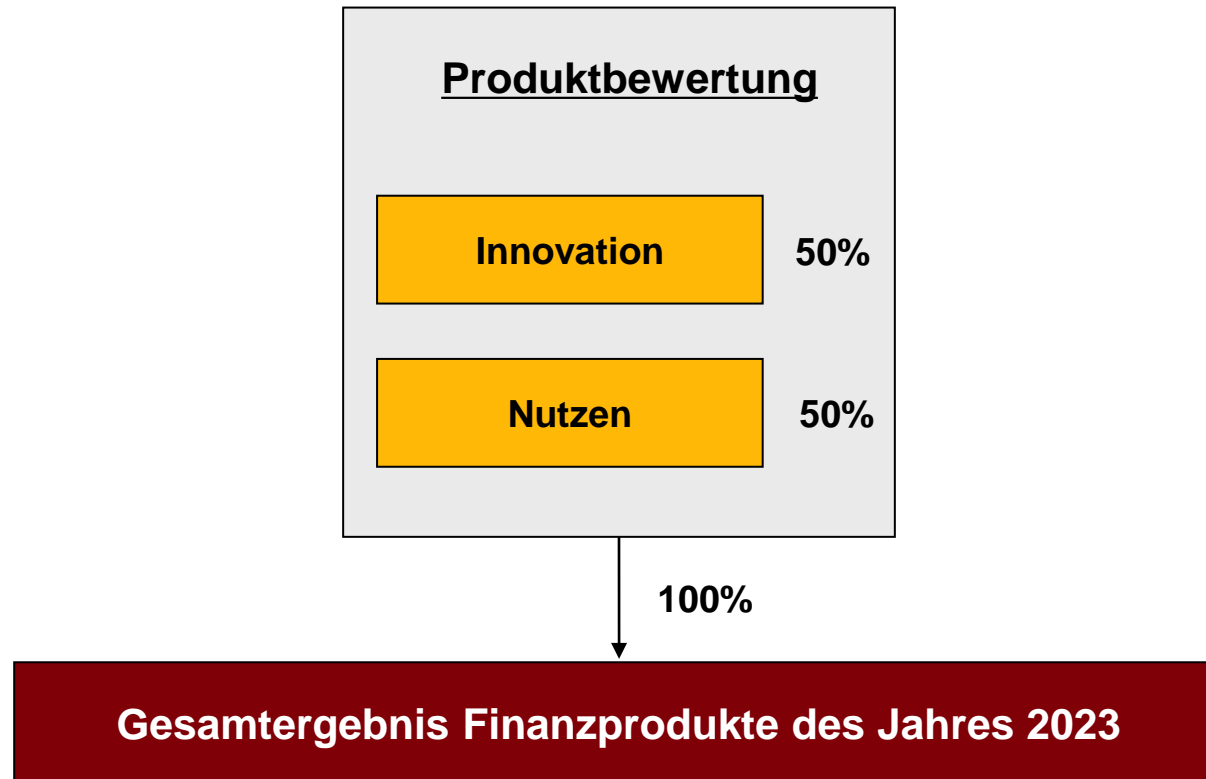 Produktbewertung
Innovation 50%
Nutzen 50%
100%
Gesamtergebnis Finanzprodukte des Jahres 2023